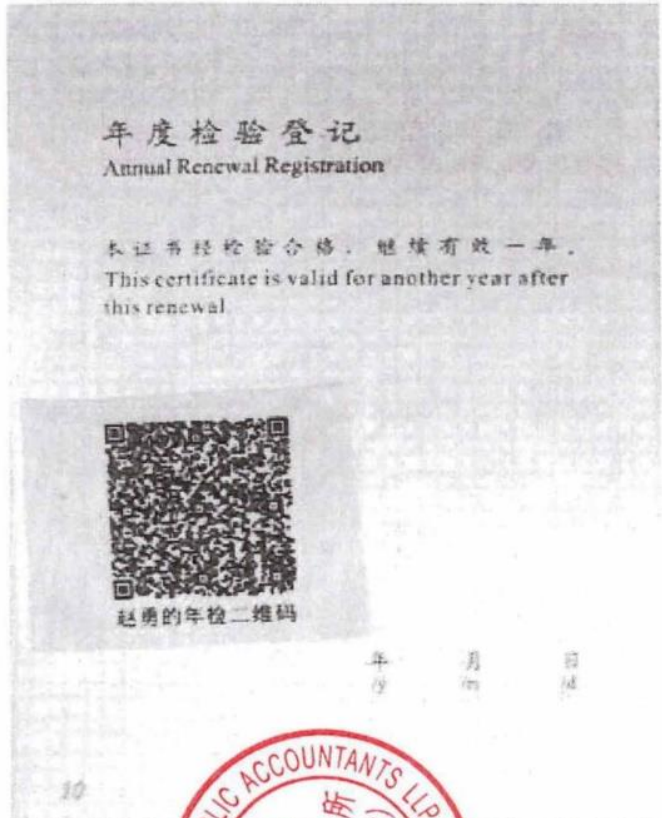 年度检验登记
Annual Renewal Registration
本证书经检验合格，继续有效一年。
This certificate is valid for another year after
this renewal.
赵勇的年检二维码
年 月 日
/y /m /d
10
LIC ACCOUNTANTS LLP
所